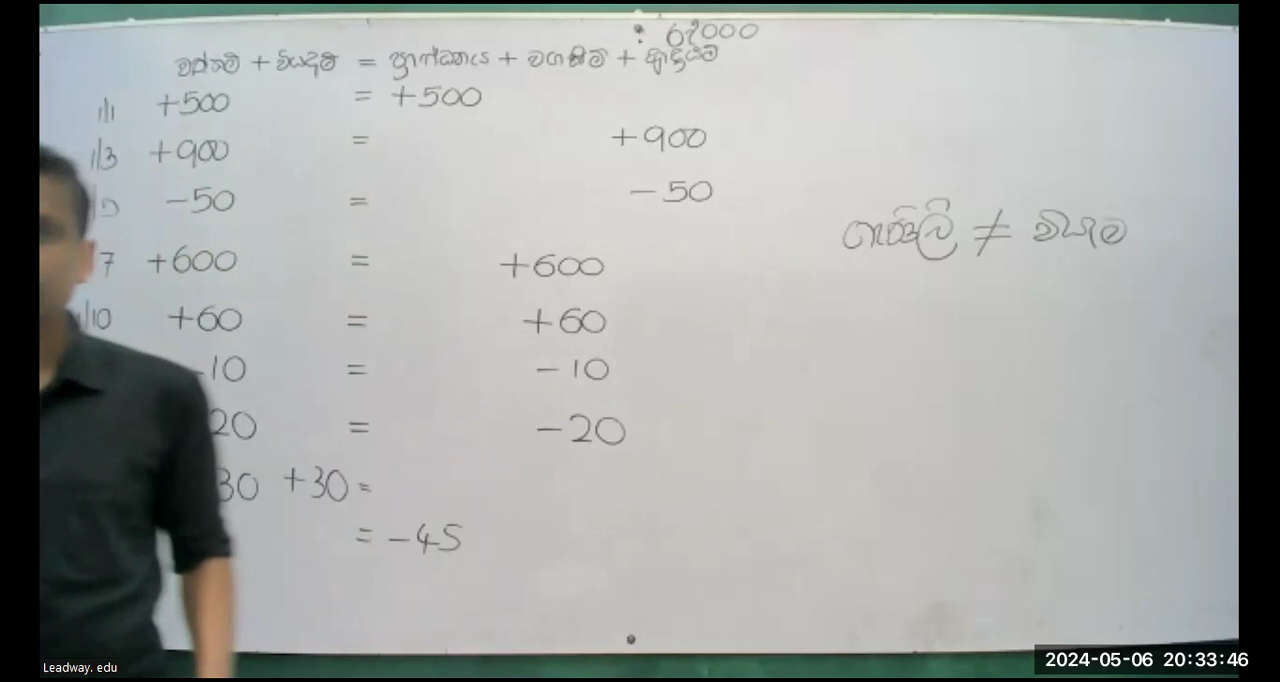 : රු?000
වත්කම් + වියදම් = ප්‍රාග්ධනය + වගකීම් + ආදායම්
1/1 +500 = +500
1/3 +900 = +900
-50 = -50
7 +600 = +600
1/10 +60 = +60
-10 = -10
20 = -20
30 +30 =
= -45
ගැණිලි ≠ වියදම
Leadway. edu
2024-05-06 20:33:46